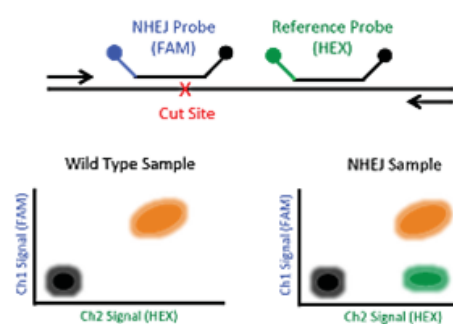 NHEJ Probe
(FAM)
Reference Probe
(HEX)
X
Cut Site
Wild Type Sample
Ch1 Signal (FAM)
Ch2 Signal (HEX)
NHEJ Sample
Ch1 Signal (FAM)
Ch2 Signal (HEX)